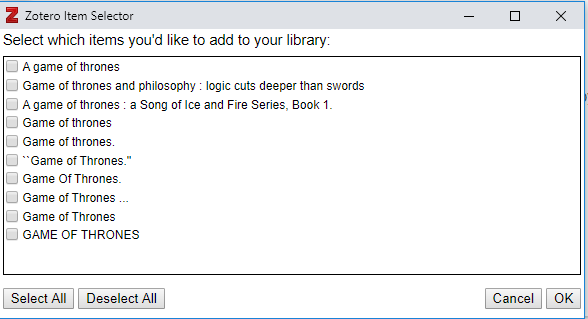 Zotero Item Selector
Select which items you'd like to add to your library:
A game of thrones
Game of thrones and philosophy : logic cuts deeper than swords
A game of thrones : a Song of Ice and Fire Series, Book 1.
Game of thrones
Game of thrones.
``Game of Thrones.''
Game Of Thrones.
Game of Thrones ...
Game of Thrones
GAME OF THRONES
Select All Deselect All Cancel OK